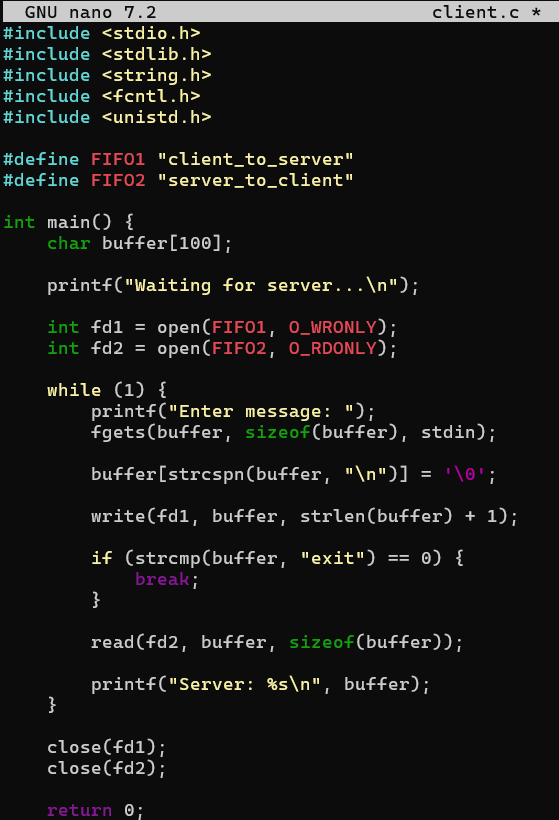 GNU nano 7.2 client.c *
#include <stdio.h>
#include <stdlib.h>
#include <string.h>
#include <fcntl.h>
#include <unistd.h>

#define FIFO1 "client_to_server"
#define FIFO2 "server_to_client"

int main() {
    char buffer[100];

    printf("Waiting for server...\n");

    int fd1 = open(FIFO1, O_WRONLY);
    int fd2 = open(FIFO2, O_RDONLY);

    while (1) {
        printf("Enter message: ");
        fgets(buffer, sizeof(buffer), stdin);

        buffer[strcspn(buffer, "\n")] = '\0';

        write(fd1, buffer, strlen(buffer) + 1);

        if (strcmp(buffer, "exit") == 0) {
            break;
        }

        read(fd2, buffer, sizeof(buffer));

        printf("Server: %s\n", buffer);
    }

    close(fd1);
    close(fd2);

    return 0;